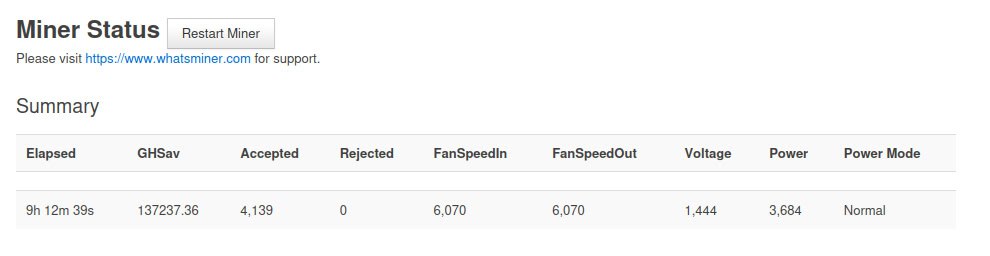 Miner Status Restart Miner
Please visit https://www.whatsminer.com for support.
Summary
Elapsed GHSav Accepted Rejected FanSpeedIn FanSpeedOut Voltage Power Power Mode
9h 12m 39s 137237.36 4,139 0 6,070 6,070 1,444 3,684 Normal